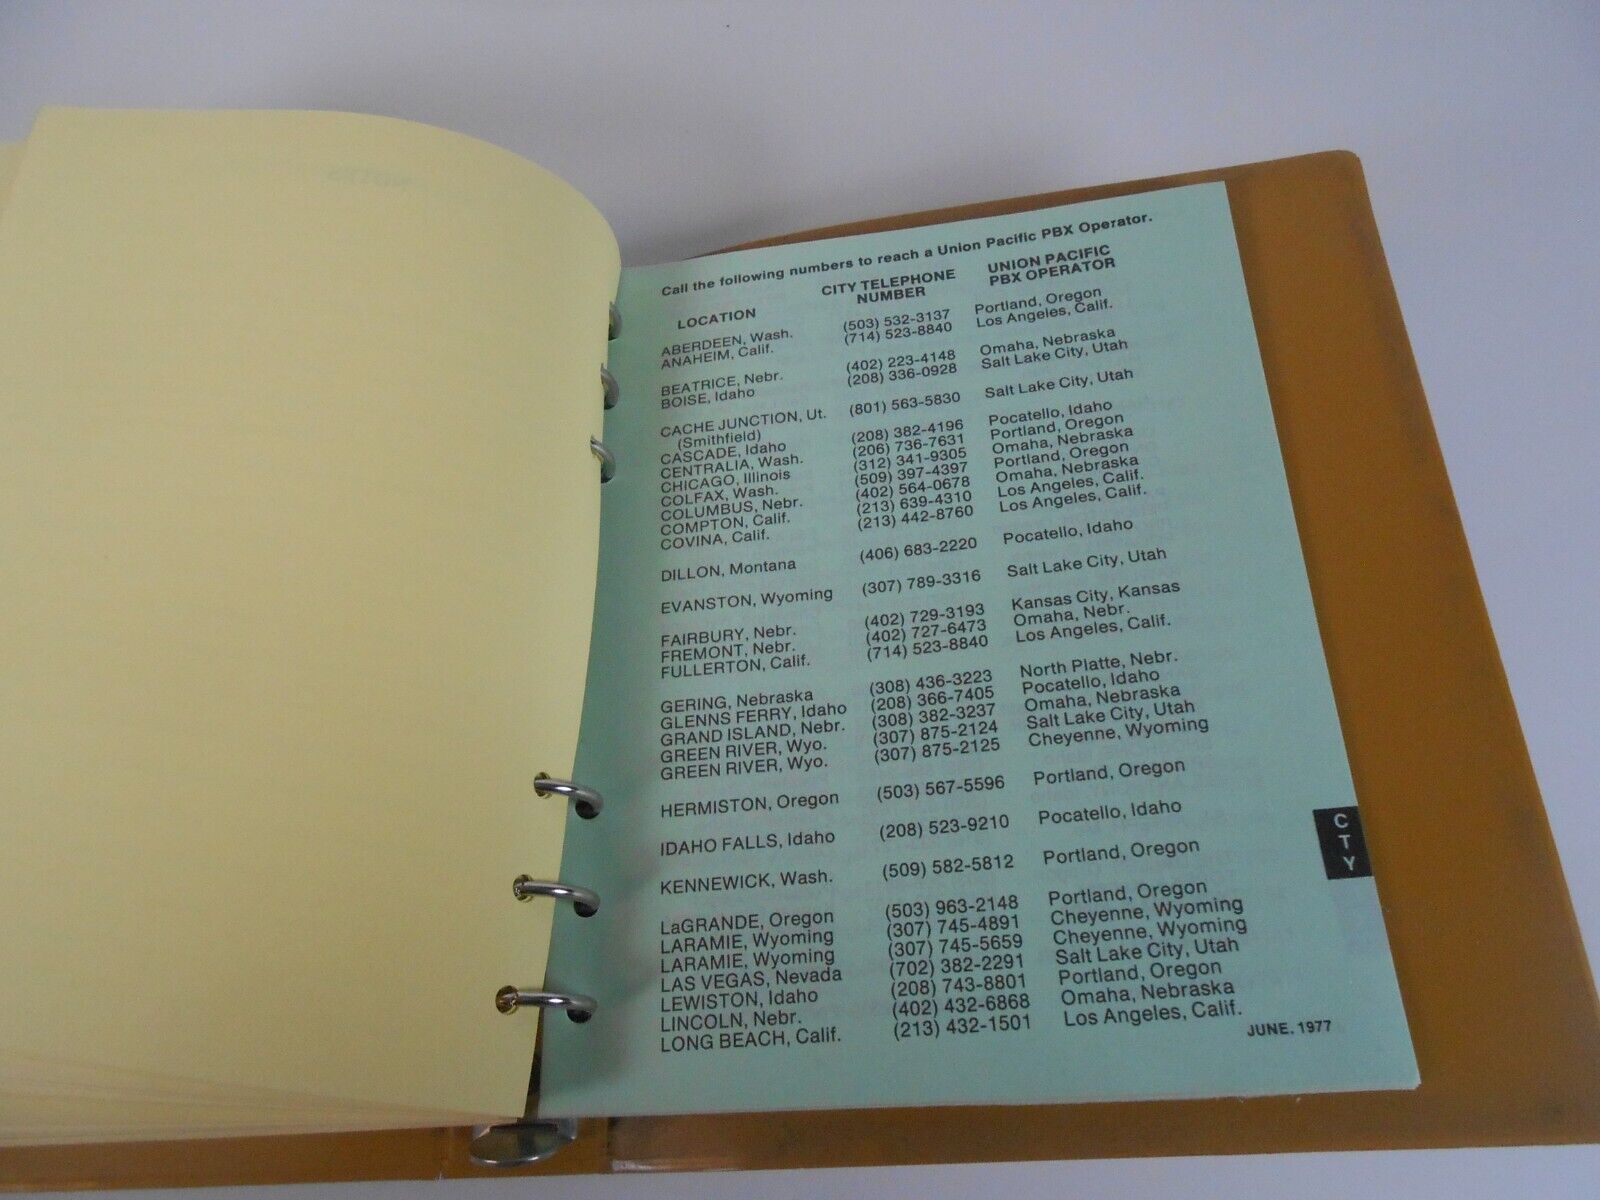 Call the following numbers to reach a Union Pacific PBX Operator.
LOCATION CITY TELEPHONE NUMBER UNION PACIFIC PBX OPERATOR
ABERDEEN, Wash. (503) 532-3137 Portland, Oregon
ANAHEIM, Calif. (714) 523-8840 Los Angeles, Calif.
BEATRICE, Nebr. (402) 223-4148 Omaha, Nebraska
BOISE, Idaho (208) 336-0928 Salt Lake City, Utah
CACHE JUNCTION, Ut. (801) 563-5830 Salt Lake City, Utah
(Smithfield)
CASCADE, Idaho (208) 382-4196 Pocatello, Idaho
CENTRALIA, Wash. (206) 736-7631 Portland, Oregon
CHICAGO, Illinois (312) 341-9305 Omaha, Nebraska
COLFAX, Wash. (509) 397-4397 Portland, Oregon
COLUMBUS, Nebr. (402) 564-0678 Omaha, Nebraska
COMPTON, Calif. (213) 639-4310 Los Angeles, Calif.
COVINA, Calif. (213) 442-8760 Los Angeles, Calif.
DILLON, Montana (406) 683-2220 Pocatello, Idaho
EVANSTON, Wyoming (307) 789-3316 Salt Lake City, Utah
FAIRBURY, Nebr. (402) 729-3193 Kansas City, Kansas
FREMONT, Nebr. (402) 727-6473 Omaha, Nebr.
FULLERTON, Calif. (714) 523-8840 Los Angeles, Calif.
GERING, Nebraska (308) 436-3223 North Platte, Nebr.
GLENNS FERRY, Idaho (208) 366-7405 Pocatello, Idaho
GRAND ISLAND, Nebr. (308) 382-3237 Omaha, Nebraska
GREEN RIVER, Wyo. (307) 875-2124 Salt Lake City, Utah
GREEN RIVER, Wyo. (307) 875-2125 Cheyenne, Wyoming
HERMISTON, Oregon (503) 567-5596 Portland, Oregon
IDAHO FALLS, Idaho (208) 523-9210 Pocatello, Idaho
KENNEWICK, Wash. (509) 582-5812 Portland, Oregon
LaGRANDE, Oregon (503) 963-2148 Portland, Oregon
LARAMIE, Wyoming (307) 745-4891 Cheyenne, Wyoming
LARAMIE, Wyoming (307) 745-5659 Cheyenne, Wyoming
LAS VEGAS, Nevada (702) 382-2291 Salt Lake City, Utah
LEWISTON, Idaho (208) 743-8801 Portland, Oregon
LINCOLN, Nebr. (402) 432-6868 Omaha, Nebraska
LONG BEACH, Calif. (213) 432-1501 Los Angeles, Calif.
JUNE. 1977
CTY